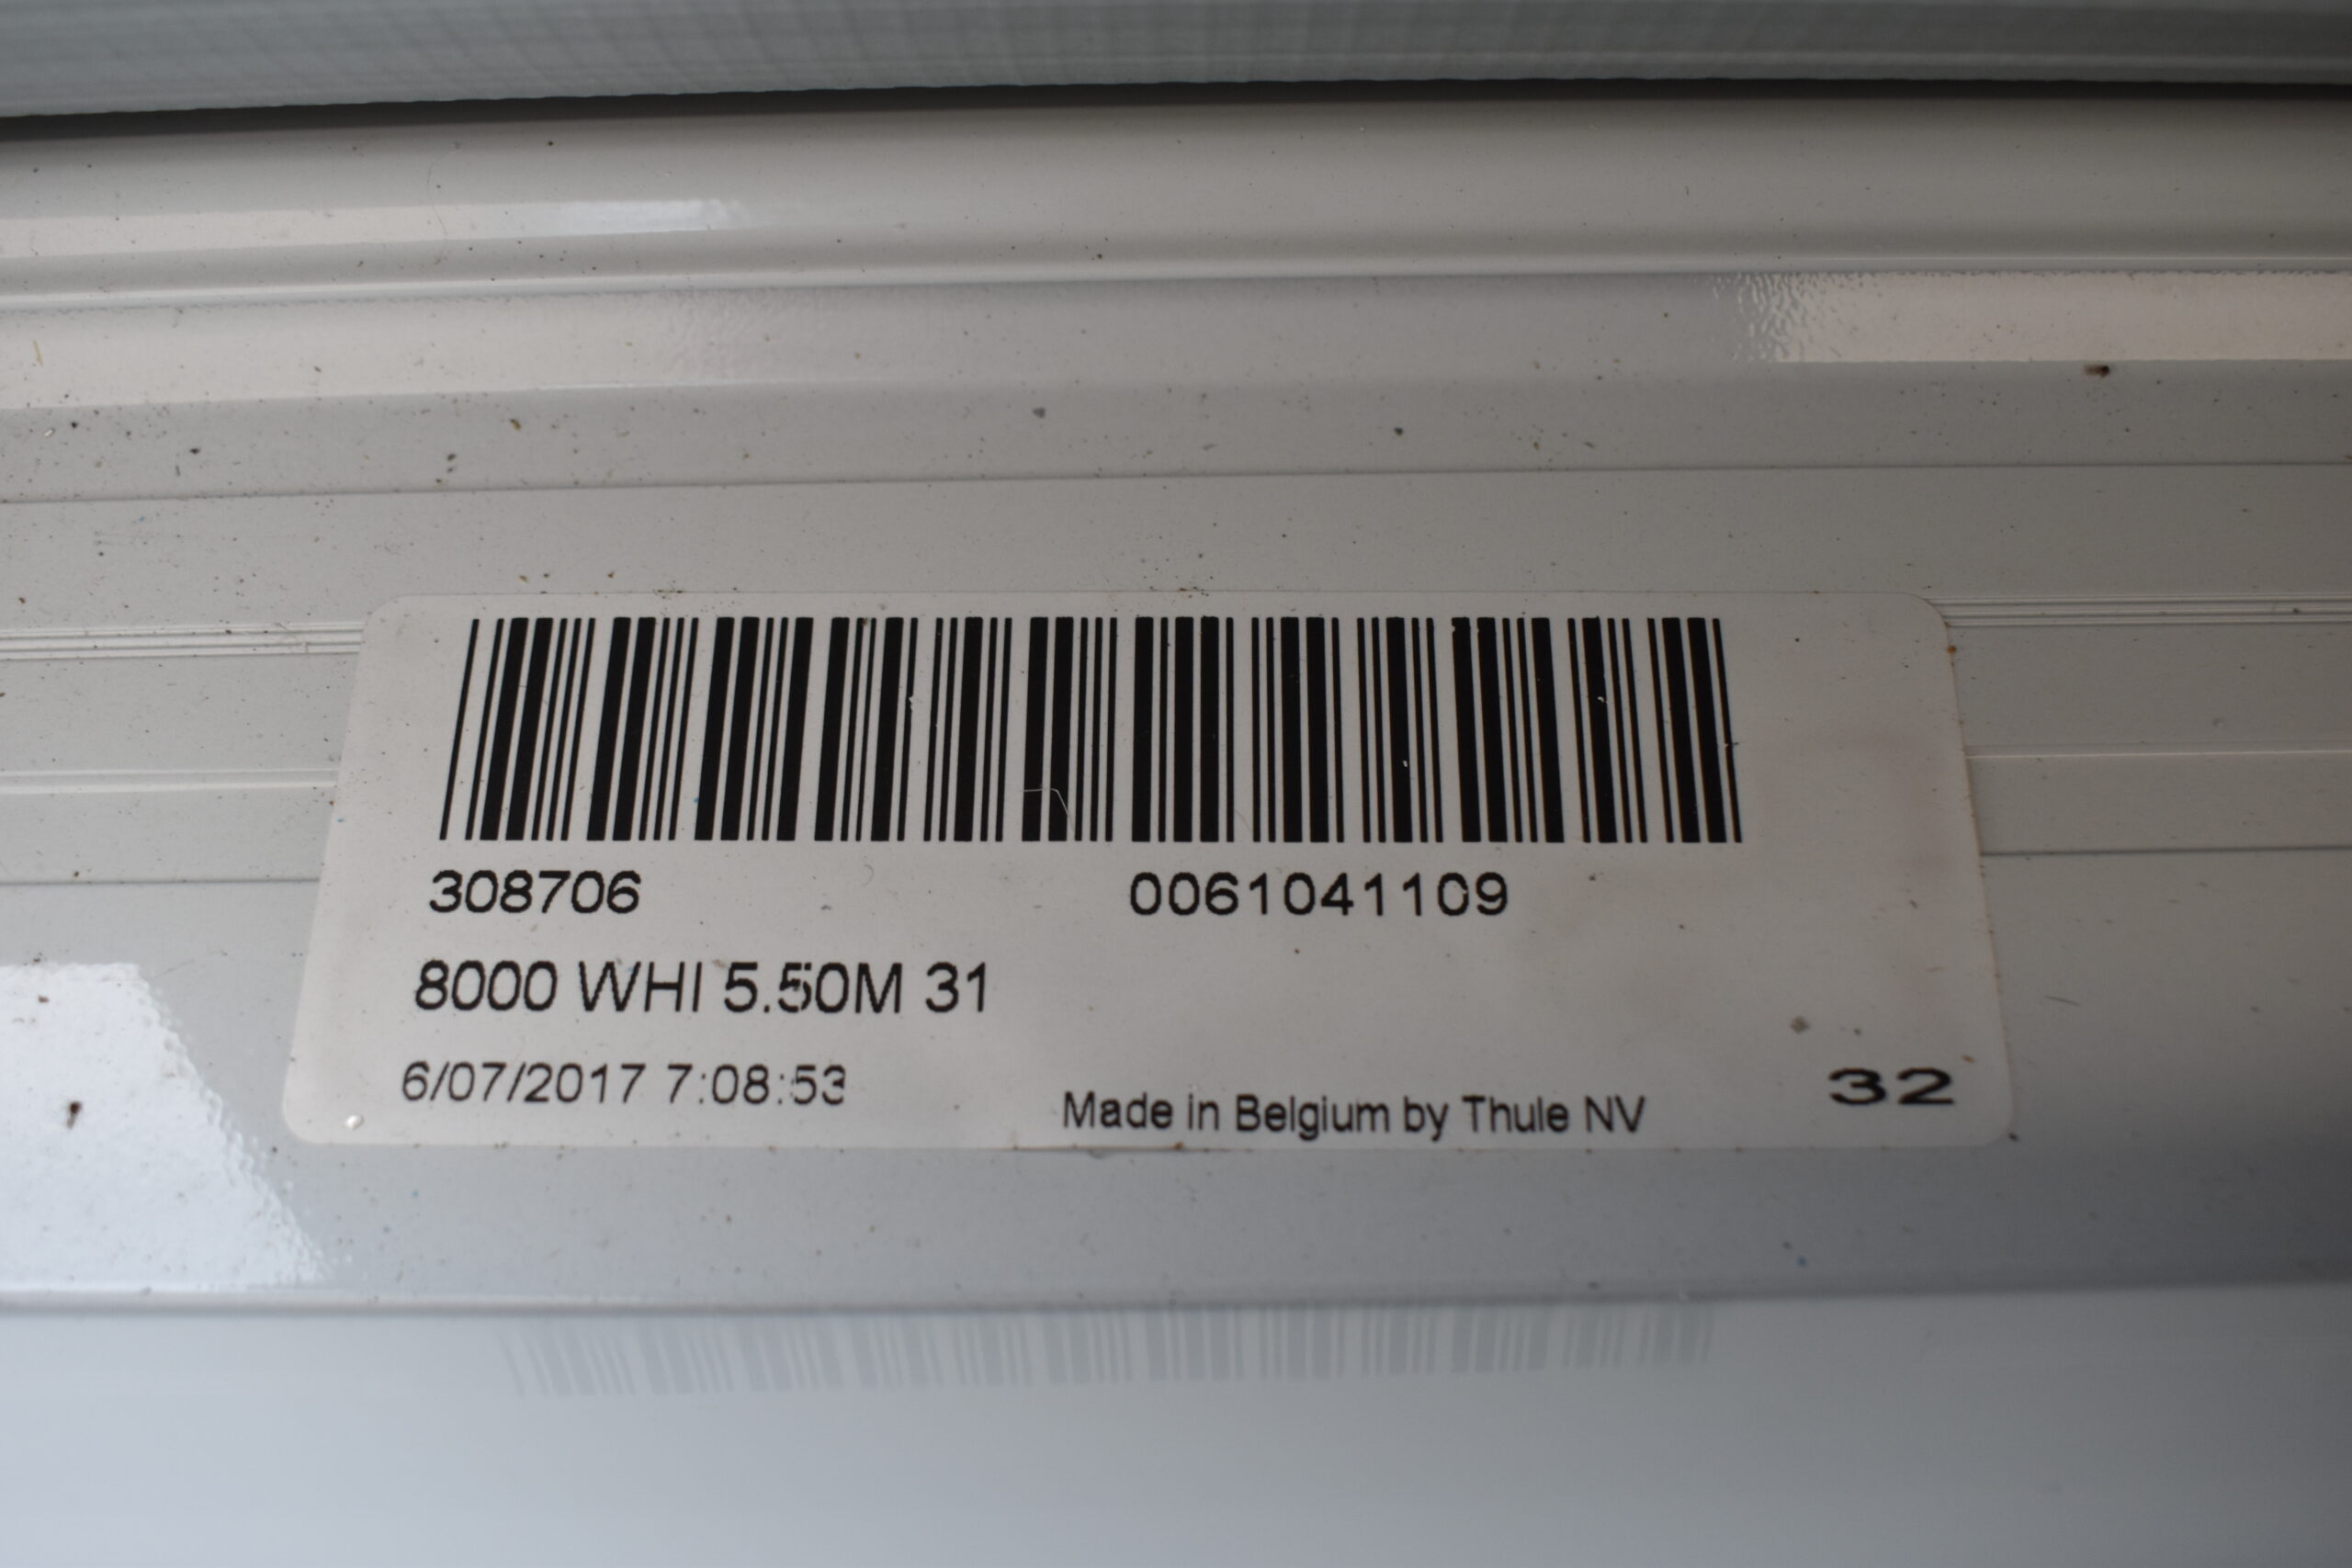 308706 0061041109
8000 WHI 5.50M 31
6/07/2017 7:08:53
Made in Belgium by Thule NV 32